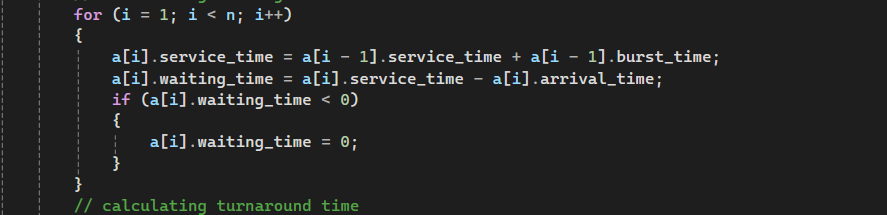 for (i = 1; i < n; i++)
{
a[i].service_time = a[i - 1].service_time + a[i - 1].burst_time;
a[i].waiting_time = a[i].service_time - a[i].arrival_time;
if (a[i].waiting_time < 0)
{
a[i].waiting_time = 0;
}
}
// calculating turnaround time